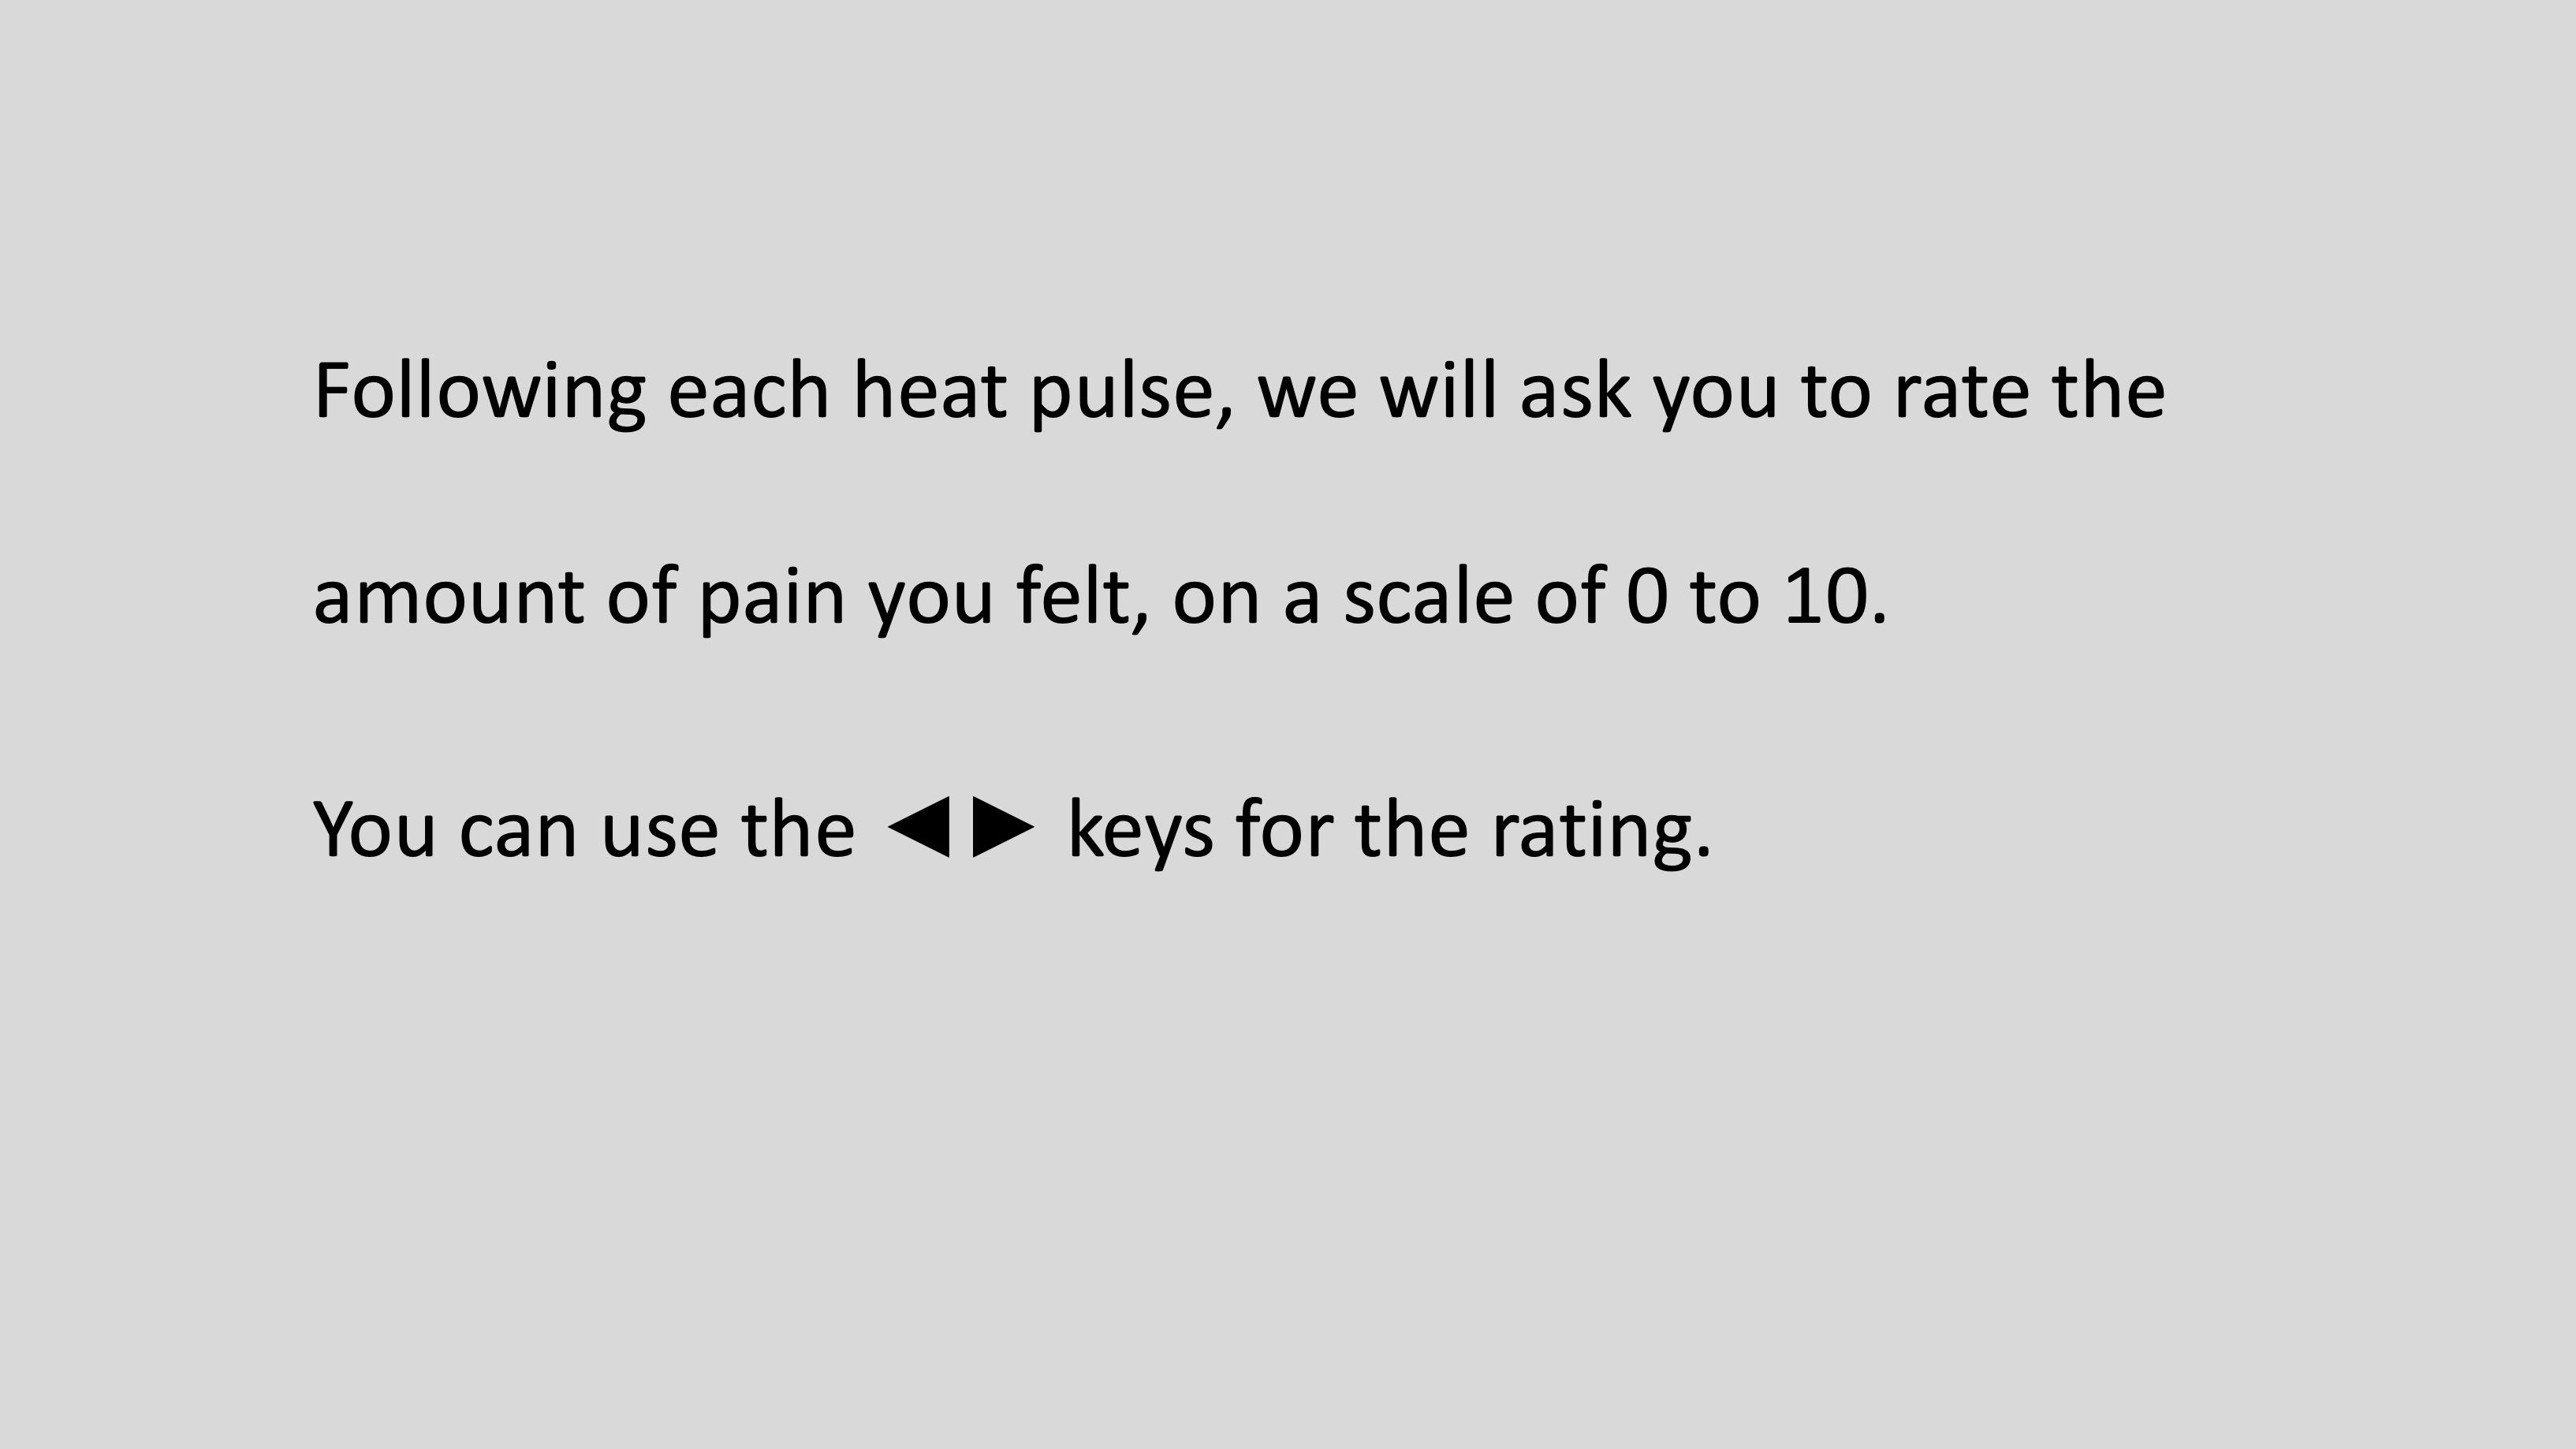 Following each heat pulse, we will ask you to rate the
amount of pain you felt, on a scale of 0 to 10.
You can use the ◀ ▶ keys for the rating.